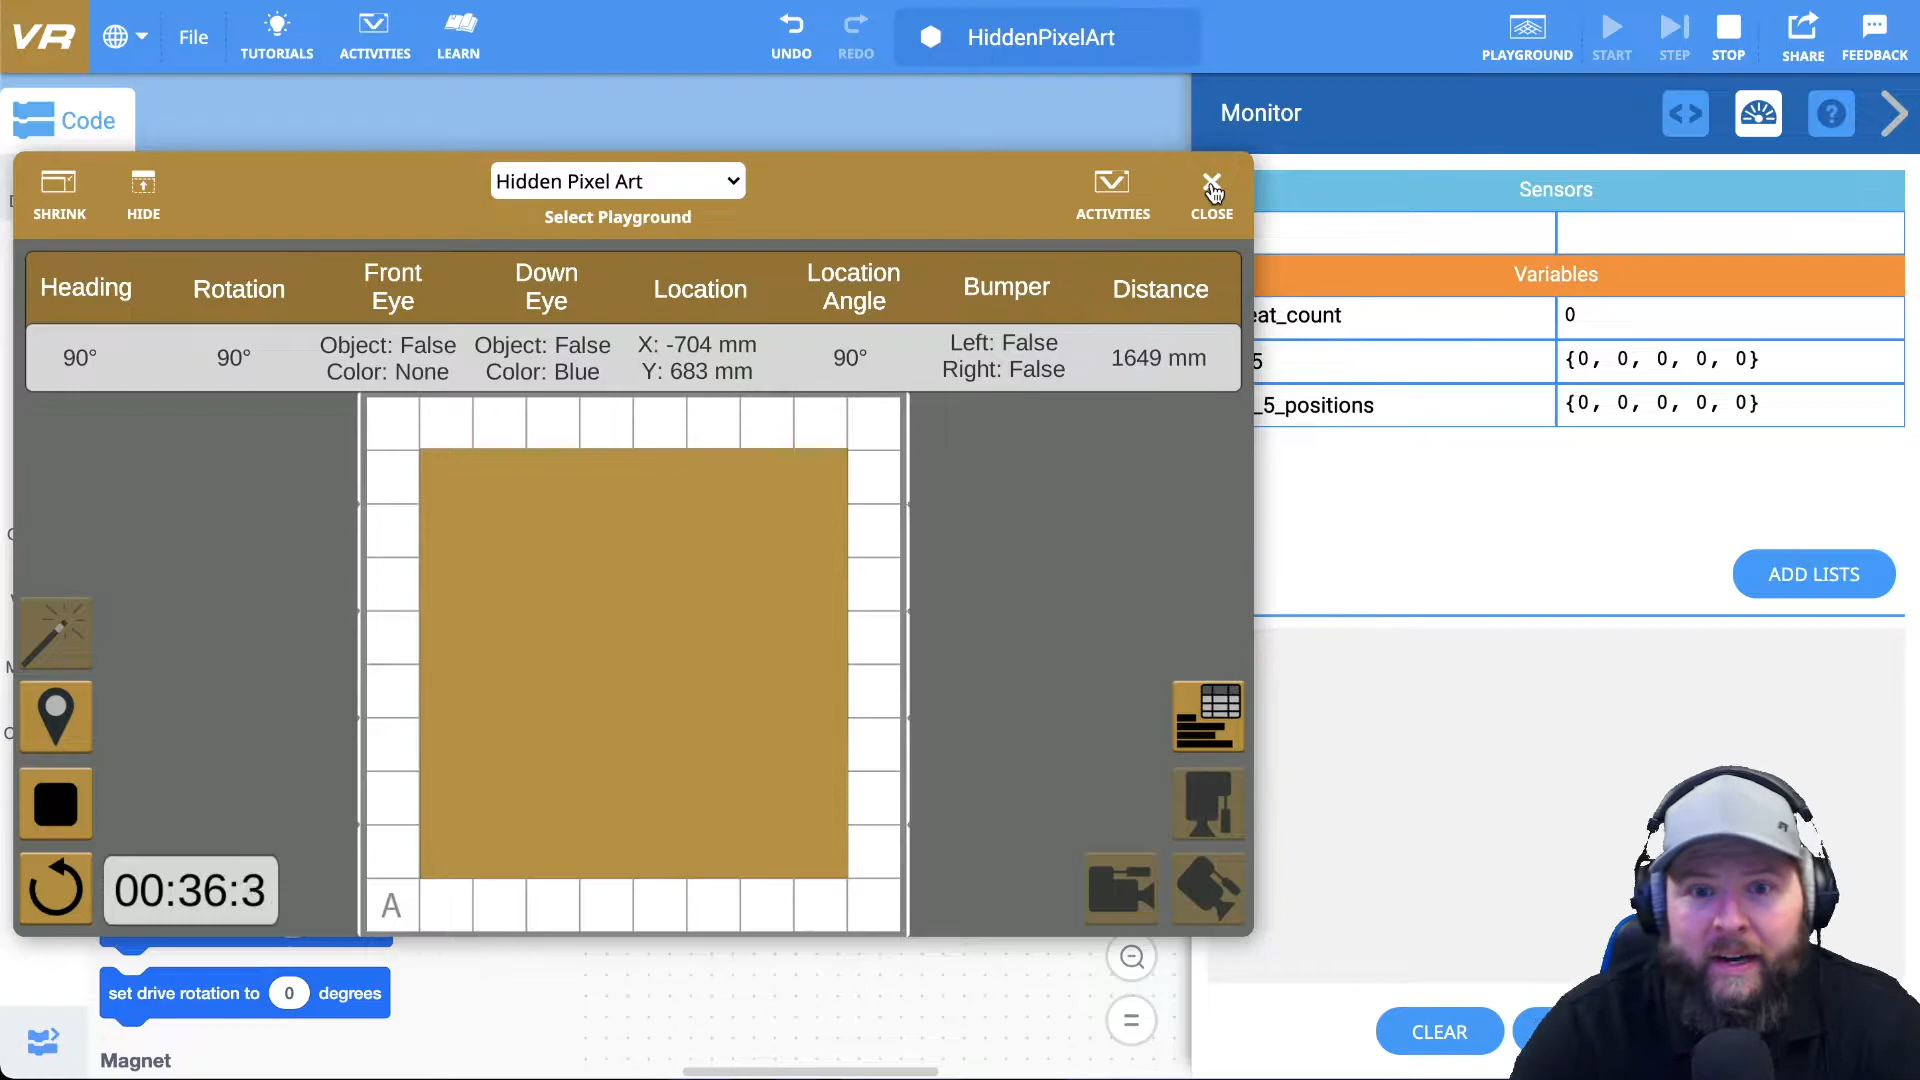 VR
File
TUTORIALS
ACTIVITIES
LEARN
UNDO
REDO
HiddenPixelArt
PLAYGROUND
START
STEP
STOP
SHARE
FEEDBACK
Code
Monitor
SHRINK
HIDE
Hidden Pixel Art
Select Playground
ACTIVITIES
CLOSE
Sensors
Variables
eat_count 0
5 {0, 0, 0, 0, 0}
_5_positions {0, 0, 0, 0, 0}
Heading
Rotation
Front
Eye
Down
Eye
Location
Location
Angle
Bumper
Distance
90°
90°
Object: False
Color: None
Object: False
Color: Blue
X: -704 mm
Y: 683 mm
90°
Left: False
Right: False
1649 mm
ADD LISTS
00:36:3
A
set drive rotation to 0 degrees
Magnet
CLEAR